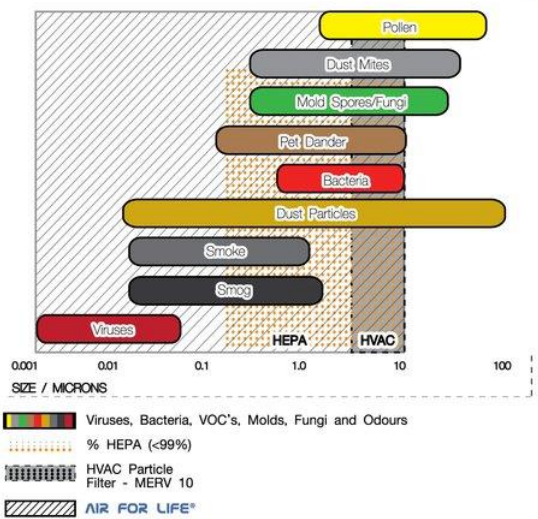 Pollen
Dust Mites
Mold Spores/Fungi
Pet Dander
Bacteria
Dust Particles
Smoke
Smog
Viruses
HEPA HVAC
0.001 0.01 0.1 1.0 10 100
SIZE / MICRONS
Viruses, Bacteria, VOC's, Molds, Fungi and Odours
% HEPA (<99%)
HVAC Particle
Filter - MERV 10
AIR FOR LIFE®